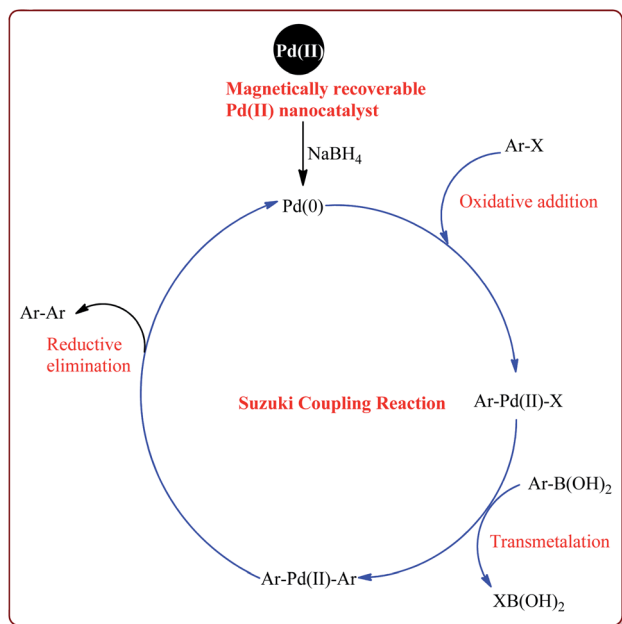 Pd(II)
Magnetically recoverable
Pd(II) nanocatalyst
NaBH₄
Ar-X
Pd(0)
Oxidative addition
Ar-Ar
Reductive
elimination
Suzuki Coupling Reaction
Ar-Pd(II)-X
Ar-B(OH)₂
Transmetalation
Ar-Pd(II)-Ar
XB(OH)₂